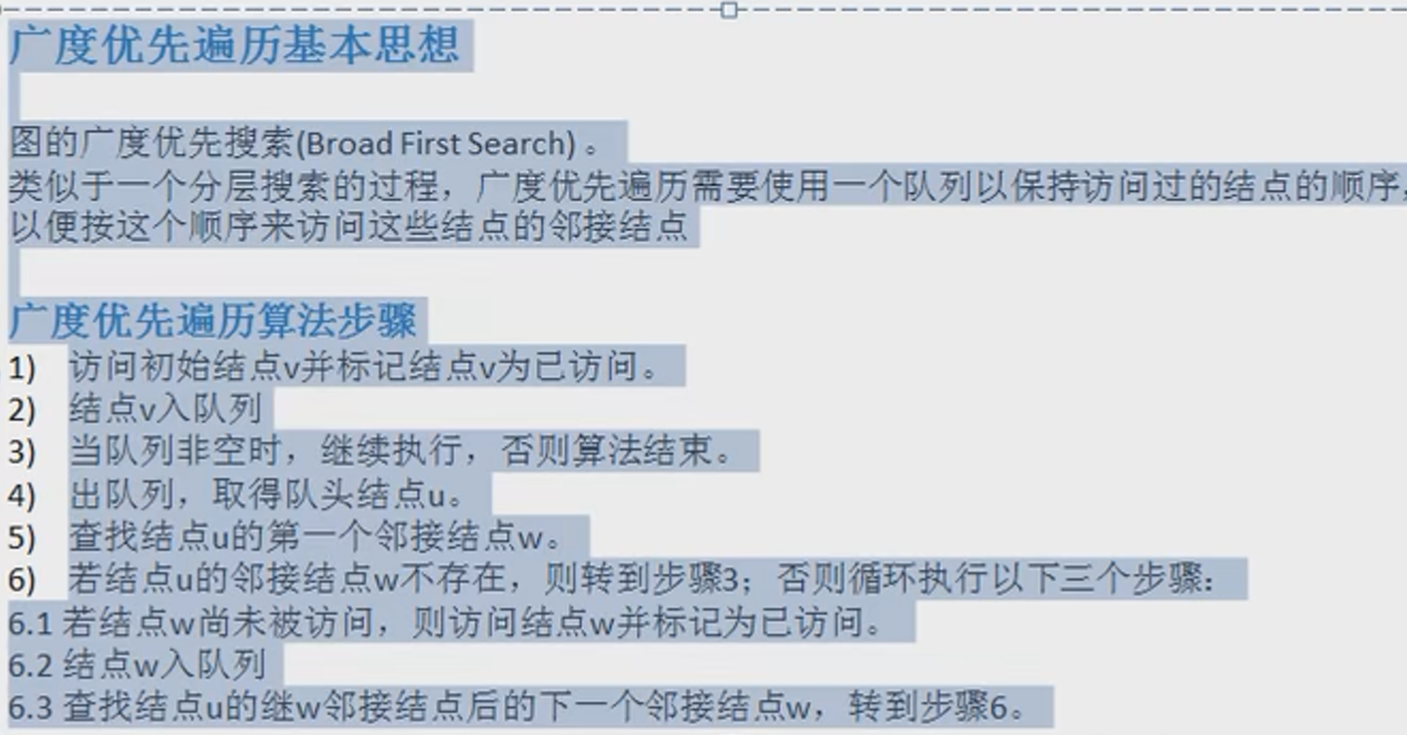 广度优先遍历基本思想
图的广度优先搜索(Broad First Search) 。
类似于一个分层搜索的过程，广度优先遍历需要使用一个队列以保持访问过的结点的顺序，
以便按这个顺序来访问这些结点的邻接结点
广度优先遍历算法步骤
1) 访问初始结点v并标记结点v为已访问。
2) 结点v入队列
3) 当队列非空时，继续执行，否则算法结束。
4) 出队列，取得队头结点u。
5) 查找结点u的第一个邻接结点w。
6) 若结点u的邻接结点w不存在，则转到步骤3；否则循环执行以下三个步骤：
6.1 若结点w尚未被访问，则访问结点w并标记为已访问。
6.2 结点w入队列
6.3 查找结点u的继w邻接结点后的下一个邻接结点w，转到步骤6。